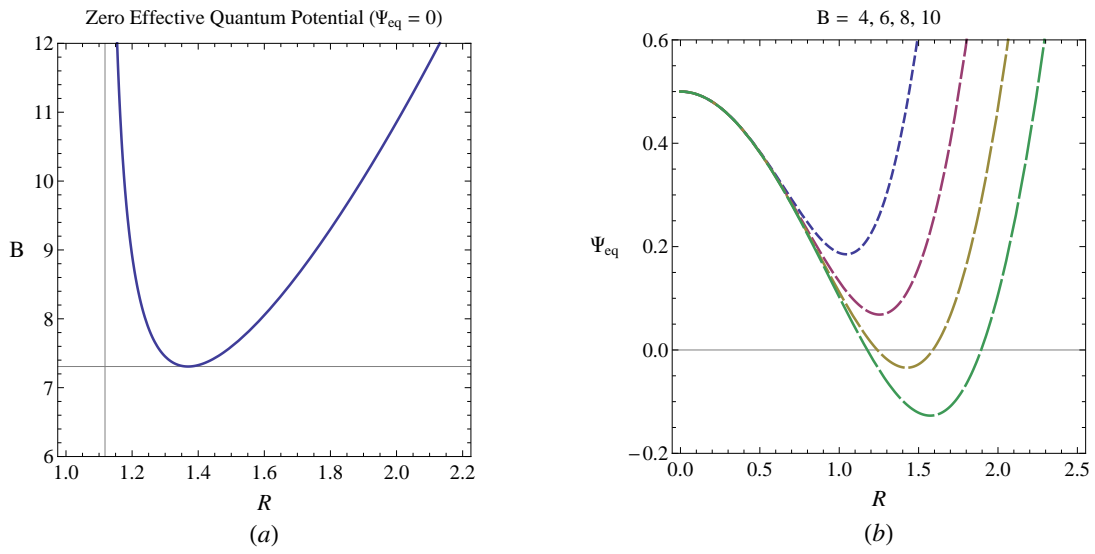 Zero Effective Quantum Potential (Ψeq = 0)
12
11
10
9
8
7
6
B
1.0 1.2 1.4 1.6 1.8 2.0 2.2
R
(a)
B = 4, 6, 8, 10
0.6
0.4
0.2
0.0
−0.2
Ψeq
0.0 0.5 1.0 1.5 2.0 2.5
R
(b)